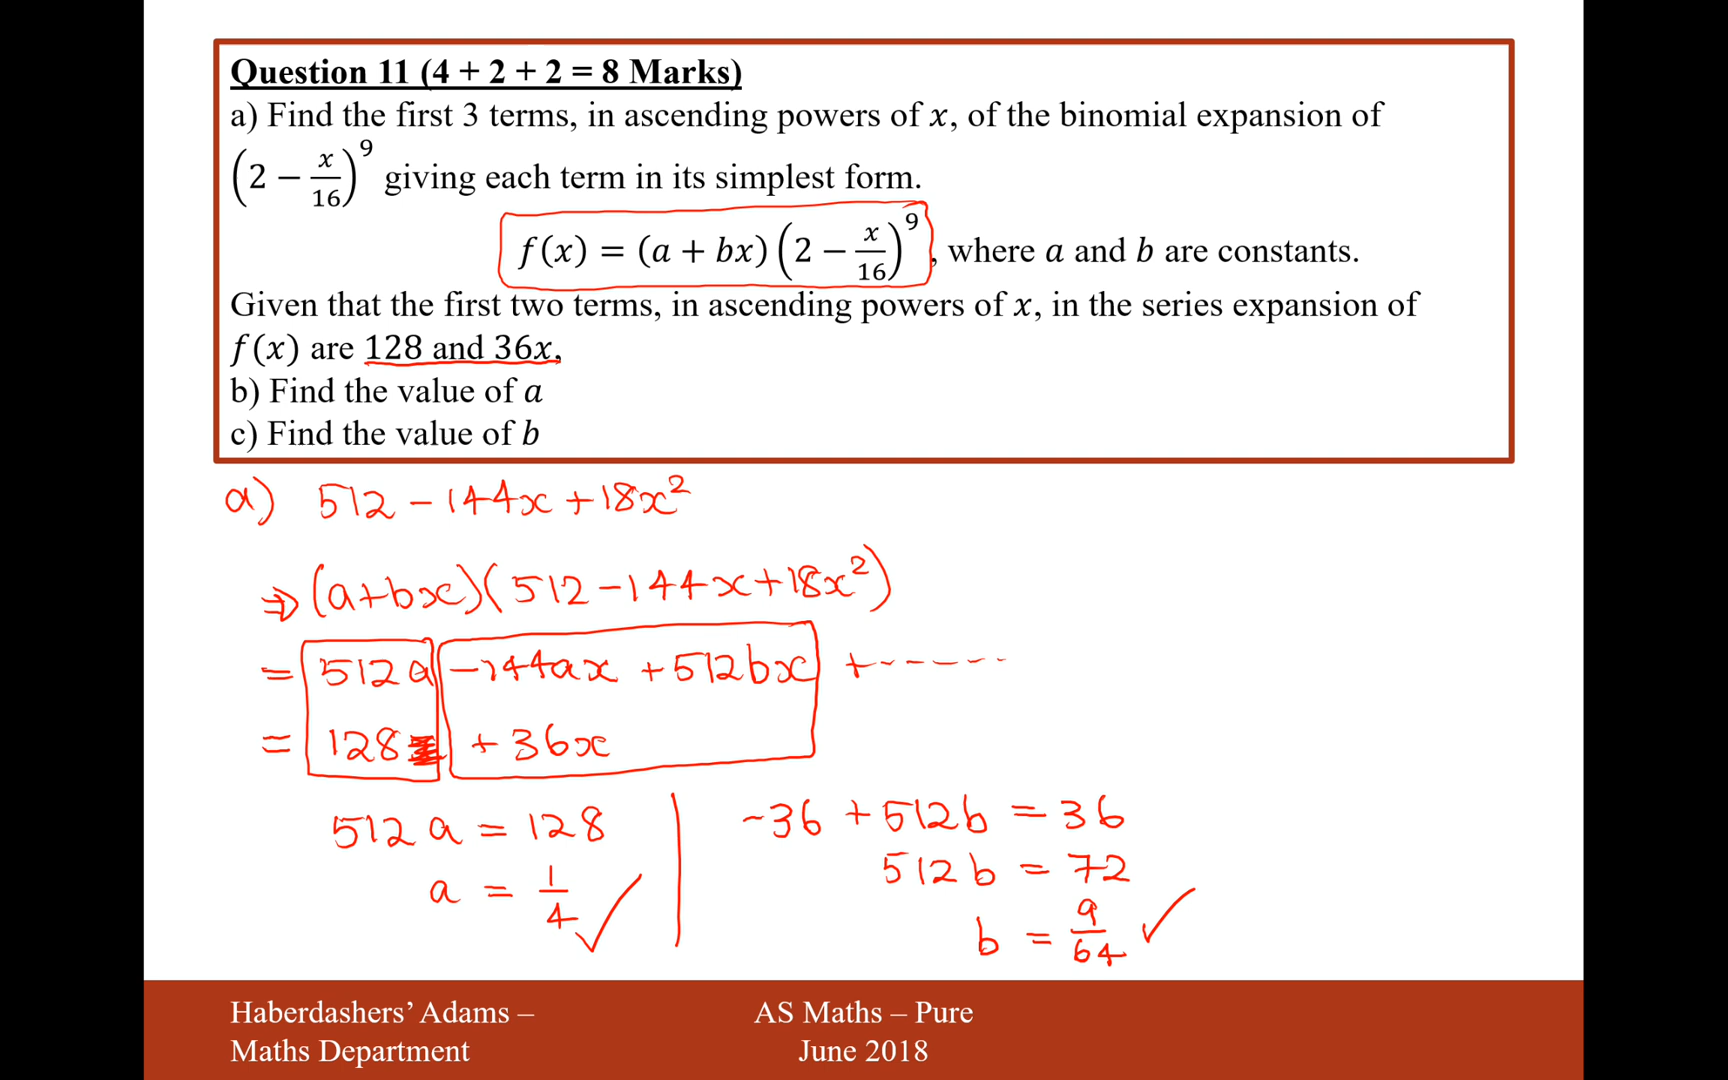 Question 11 (4 + 2 + 2 = 8 Marks)
a) Find the first 3 terms, in ascending powers of x, of the binomial expansion of
(2 − x/16)^9 giving each term in its simplest form.
f(x) = (a + bx)(2 − x/16)^9, where a and b are constants.
Given that the first two terms, in ascending powers of x, in the series expansion of
f(x) are 128 and 36x,
b) Find the value of a
c) Find the value of b
a) 512 − 144x + 18x²
⇒ (a+bx)(512 − 144x + 18x²)
= 512a − 144ax + 512bx + ------
= 128 + 36x
512a = 128
a = 1/4 ✓
−36 + 512b = 36
512b = 72
b = 9/64 ✓
Haberdashers' Adams –
Maths Department
AS Maths – Pure
June 2018